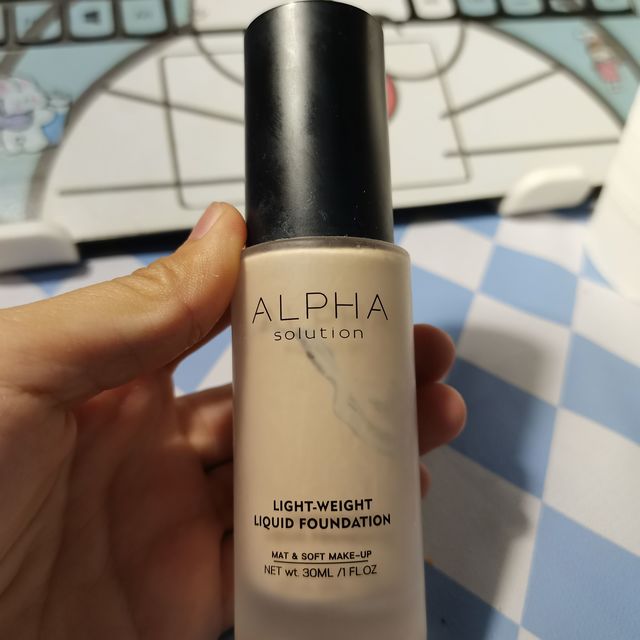 ALPHA
solution
LIGHT-WEIGHT
LIQUID FOUNDATION
MAT & SOFT MAKE-UP
NET wt. 30ML /1 FL.OZ